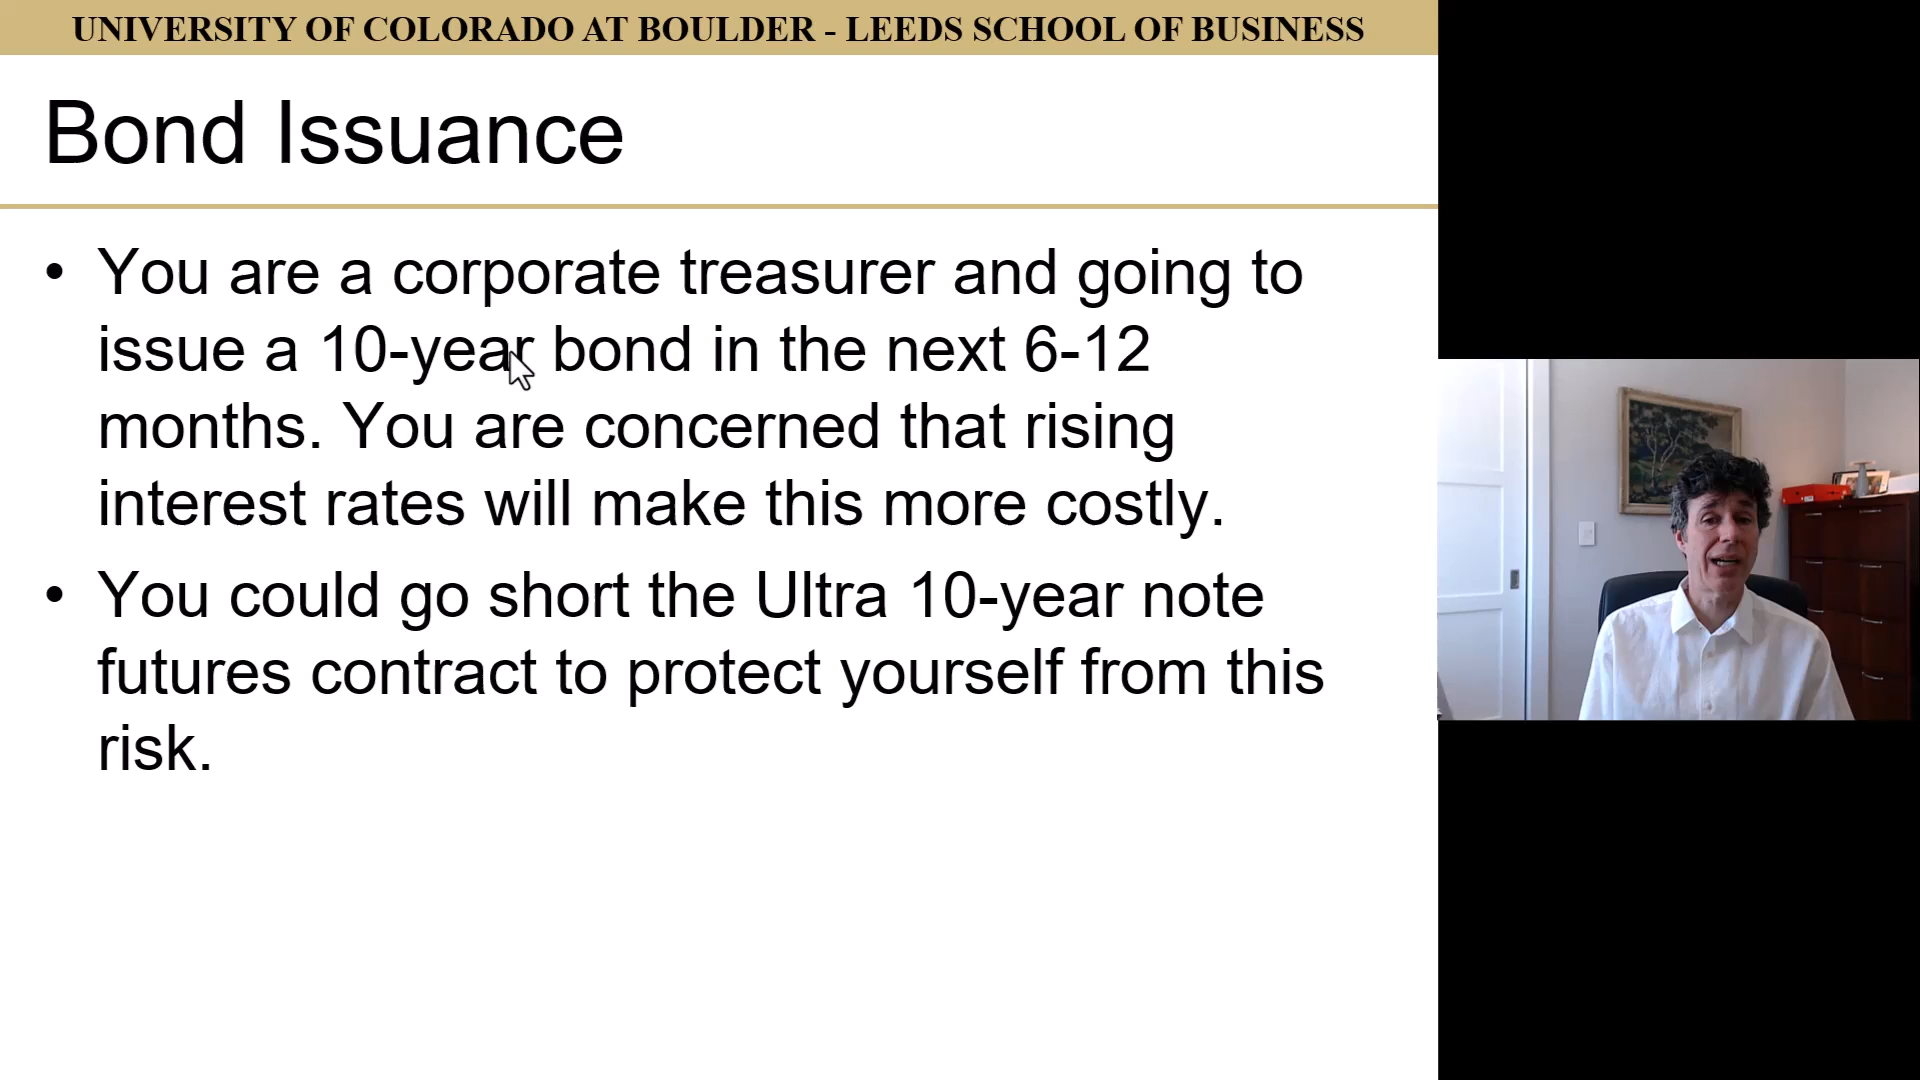 UNIVERSITY OF COLORADO AT BOULDER - LEEDS SCHOOL OF BUSINESS
Bond Issuance
• You are a corporate treasurer and going to
issue a 10-year bond in the next 6-12
months. You are concerned that rising
interest rates will make this more costly.
• You could go short the Ultra 10-year note
futures contract to protect yourself from this
risk.